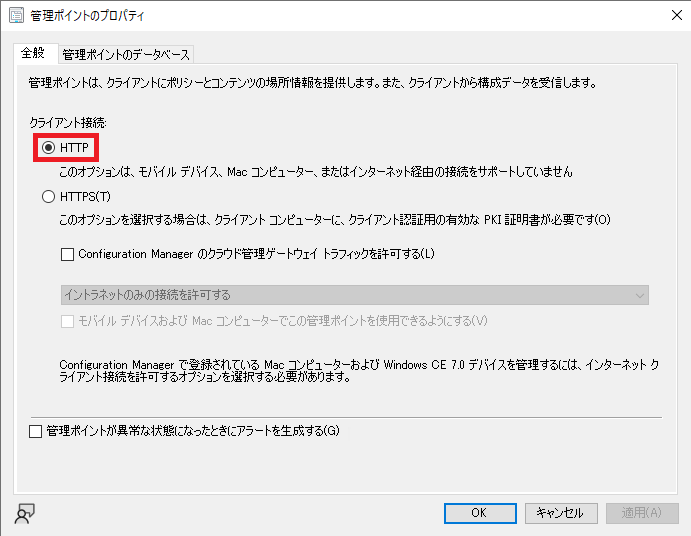 管理ポイントのプロパティ
全般
管理ポイントのデータベース
管理ポイントは、クライアントにポリシーとコンテンツの場所情報を提供します。また、クライアントから構成データを受信します。
クライアント接続:
HTTP
このオプションは、モバイル デバイス、Mac コンピューター、またはインターネット経由の接続をサポートしていません
HTTPS(T)
このオプションを選択する場合は、クライアント コンピューターに、クライアント認証用の有効な PKI 証明書が必要です(O)
Configuration Manager のクラウド管理ゲートウェイ トラフィックを許可する(L)
イントラネットのみの接続を許可する
モバイル デバイスおよび Mac コンピューターでこの管理ポイントを使用できるようにする(V)
Configuration Manager で登録されている Mac コンピューターおよび Windows CE 7.0 デバイスを管理するには、インターネット ク
ライアント接続を許可するオプションを選択する必要があります。
管理ポイントが異常な状態になったときにアラートを生成する(G)
OK
キャンセル
適用(A)